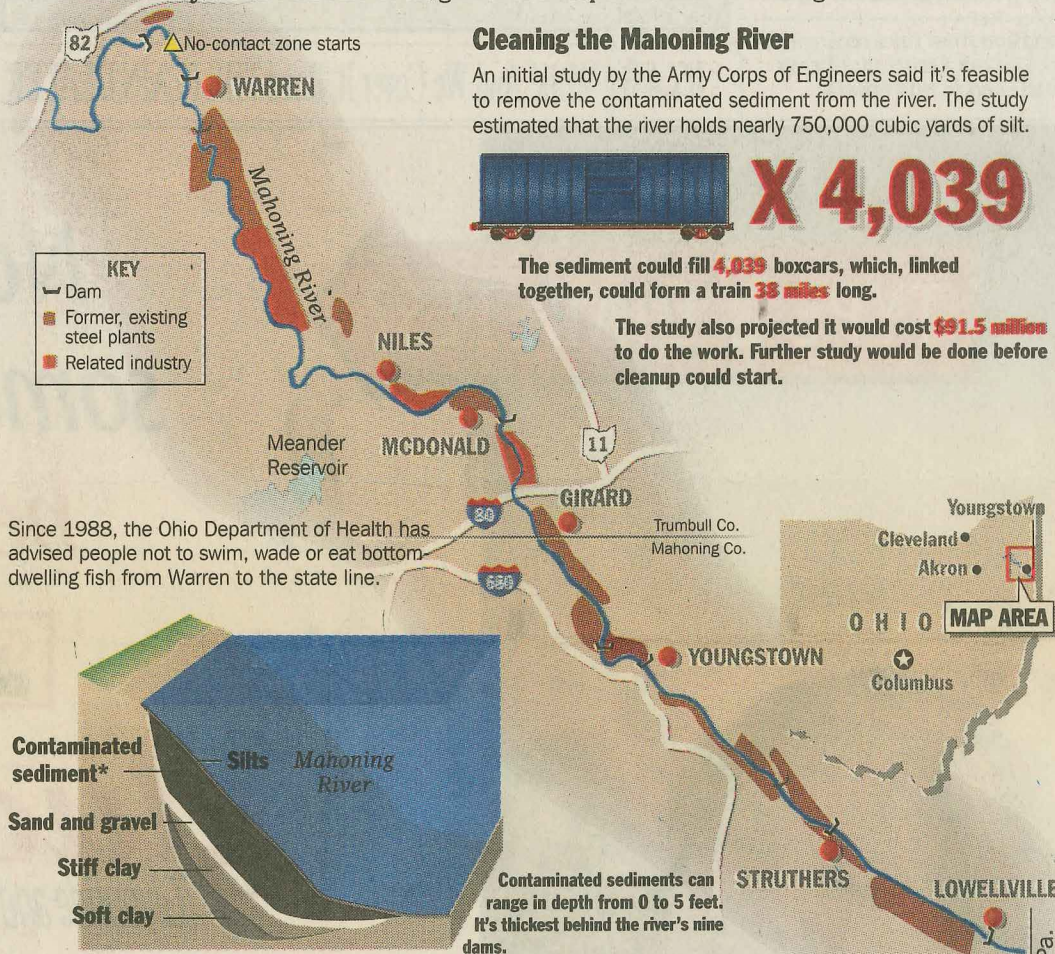 82
No-contact zone starts
WARREN
Mahoning River
Cleaning the Mahoning River
An initial study by the Army Corps of Engineers said it's feasible
to remove the contaminated sediment from the river. The study
estimated that the river holds nearly 750,000 cubic yards of silt.
X 4,039
The sediment could fill 4,039 boxcars, which, linked
together, could form a train 38 miles long.
The study also projected it would cost $91.5 million
to do the work. Further study would be done before
cleanup could start.
KEY
Dam
Former, existing
steel plants
Related industry
NILES
MCDONALD
Meander
Reservoir
11
80
GIRARD
Trumbull Co.
Mahoning Co.
680
Since 1988, the Ohio Department of Health has
advised people not to swim, wade or eat bottom-
dwelling fish from Warren to the state line.
Youngstown
Cleveland
Akron
OHIO
MAP AREA
Columbus
YOUNGSTOWN
STRUTHERS
LOWELLVILLE
Pa.
Contaminated
sediment*
Silts
Mahoning
River
Sand and gravel
Stiff clay
Soft clay
Contaminated sediments can
range in depth from 0 to 5 feet.
It's thickest behind the river's nine
dams.